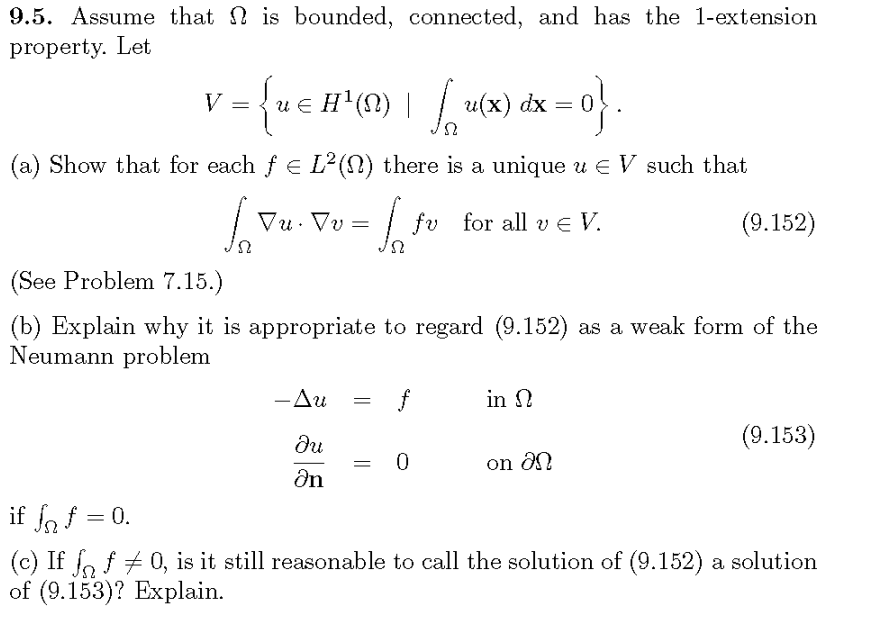 9.5. Assume that Ω is bounded, connected, and has the 1-extension
property. Let
V = { u ∈ H¹(Ω) | ∫_Ω u(x) dx = 0 } .
(a) Show that for each f ∈ L²(Ω) there is a unique u ∈ V such that
∫_Ω ∇u · ∇v = ∫_Ω fv for all v ∈ V. (9.152)
(See Problem 7.15.)
(b) Explain why it is appropriate to regard (9.152) as a weak form of the
Neumann problem
−Δu = f in Ω
(9.153)
∂u/∂n = 0 on ∂Ω
if ∫_Ω f = 0.
(c) If ∫_Ω f ≠ 0, is it still reasonable to call the solution of (9.152) a solution
of (9.153)? Explain.